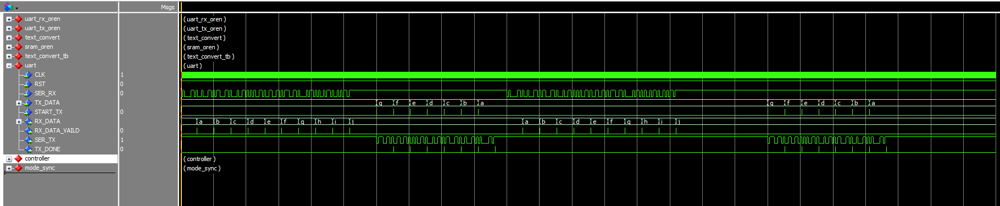 Msgs
uart_rx_oren (uart_rx_oren)
uart_tx_oren (uart_tx_oren)
text_convert (text_convert)
sram_oren (sram_oren)
text_convert_tb (text_convert_tb)
uart (uart)
CLK 1
RST 0
SER_RX 0
TX_DATA g f e d c b a g f e d c b a
START_TX 0
RX_DATA a b c d e f g h i j a b c d e f g h i j
RX_DATA_VAILD 0
SER_TX 1
TX_DONE 0
controller (controller)
mode_sync (mode_sync)